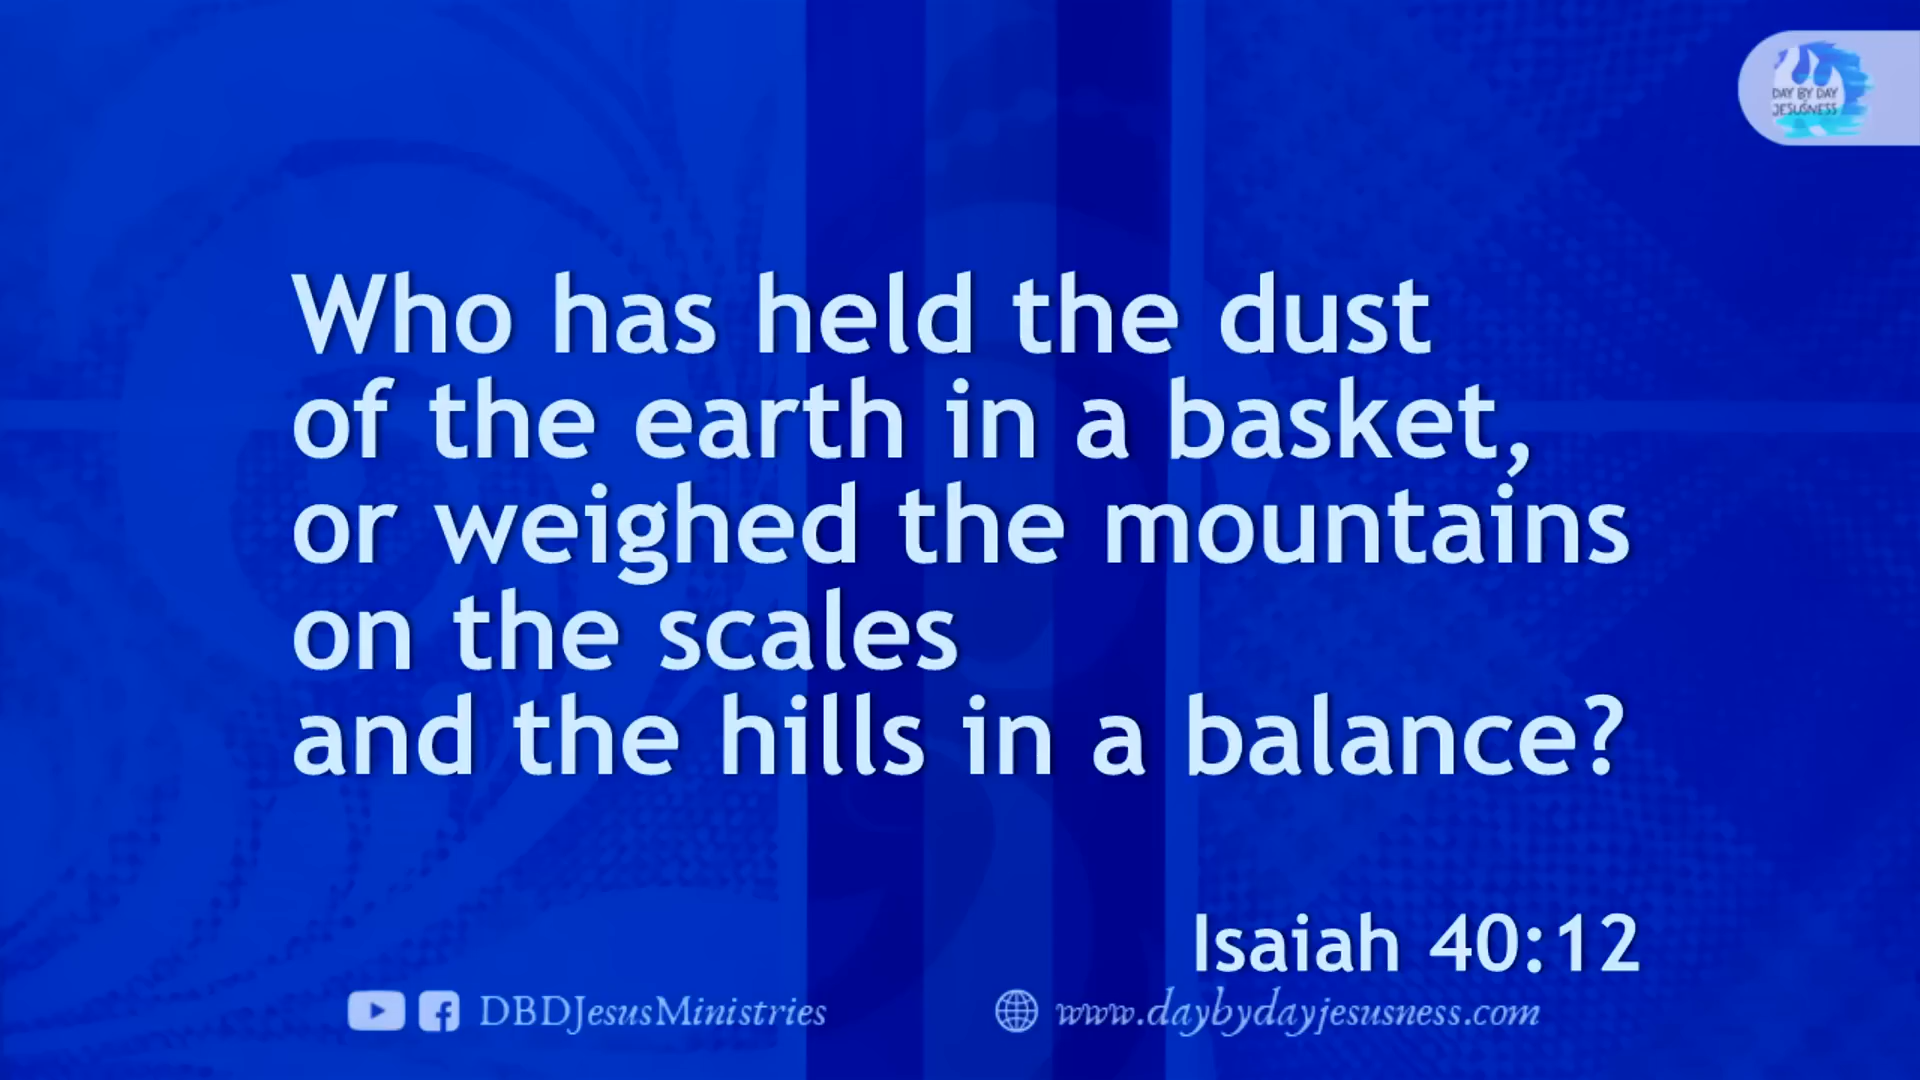 DAY BY DAY
JESUSNESS
Who has held the dust
of the earth in a basket,
or weighed the mountains
on the scales
and the hills in a balance?
Isaiah 40:12
DBDJesusMinistries
www.daybydayjesusness.com